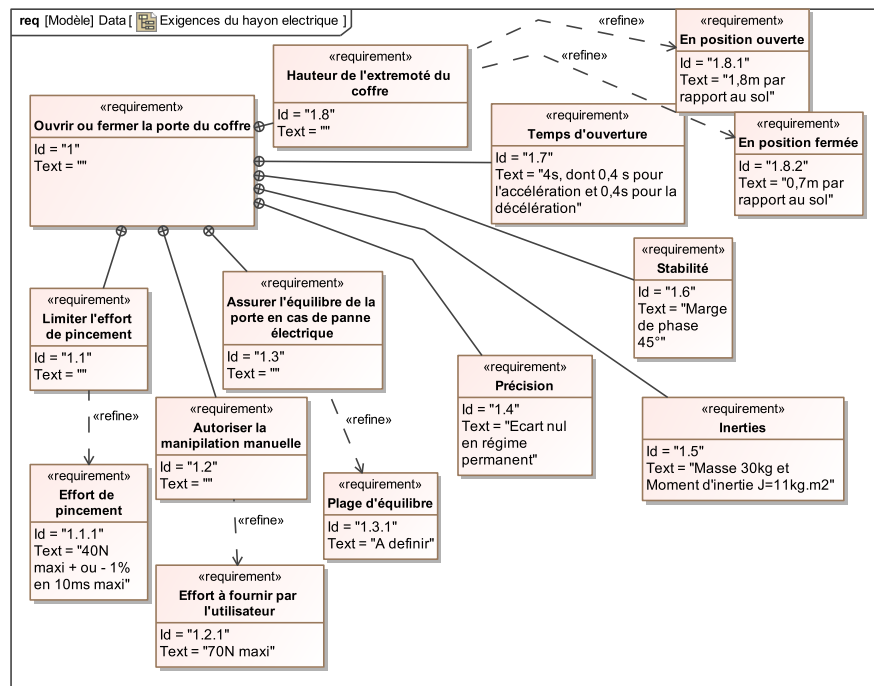 req [Modèle] Data [ Exigences du hayon electrique ]
«requirement»
Ouvrir ou fermer la porte du coffre
Id = "1"
Text = ""
«requirement»
Hauteur de l'extremoté du
coffre
Id = "1.8"
Text = ""
«refine»
«refine»
«requirement»
En position ouverte
Id = "1.8.1"
Text = "1,8m par
rapport au sol"
«requirement»
En position fermée
Id = "1.8.2"
Text = "0,7m par
rapport au sol"
«requirement»
Temps d'ouverture
Id = "1.7"
Text = "4s, dont 0,4 s pour
l'accélération et 0,4s pour la
décélération"
«requirement»
Stabilité
Id = "1.6"
Text = "Marge
de phase
45°"
«requirement»
Limiter l'effort
de pincement
Id = "1.1"
Text = ""
«refine»
«requirement»
Effort de
pincement
Id = "1.1.1"
Text = "40N
maxi + ou - 1%
en 10ms maxi"
«requirement»
Autoriser la
manipilation manuelle
Id = "1.2"
Text = ""
«refine»
«requirement»
Effort à fournir par
l'utilisateur
Id = "1.2.1"
Text = "70N maxi"
«requirement»
Assurer l'équilibre de la
porte en cas de panne
électrique
Id = "1.3"
Text = ""
«refine»
«requirement»
Plage d'équilibre
Id = "1.3.1"
Text = "A definir"
«requirement»
Précision
Id = "1.4"
Text = "Ecart nul
en régime
permanent"
«requirement»
Inerties
Id = "1.5"
Text = "Masse 30kg et
Moment d'inertie J=11kg.m2"